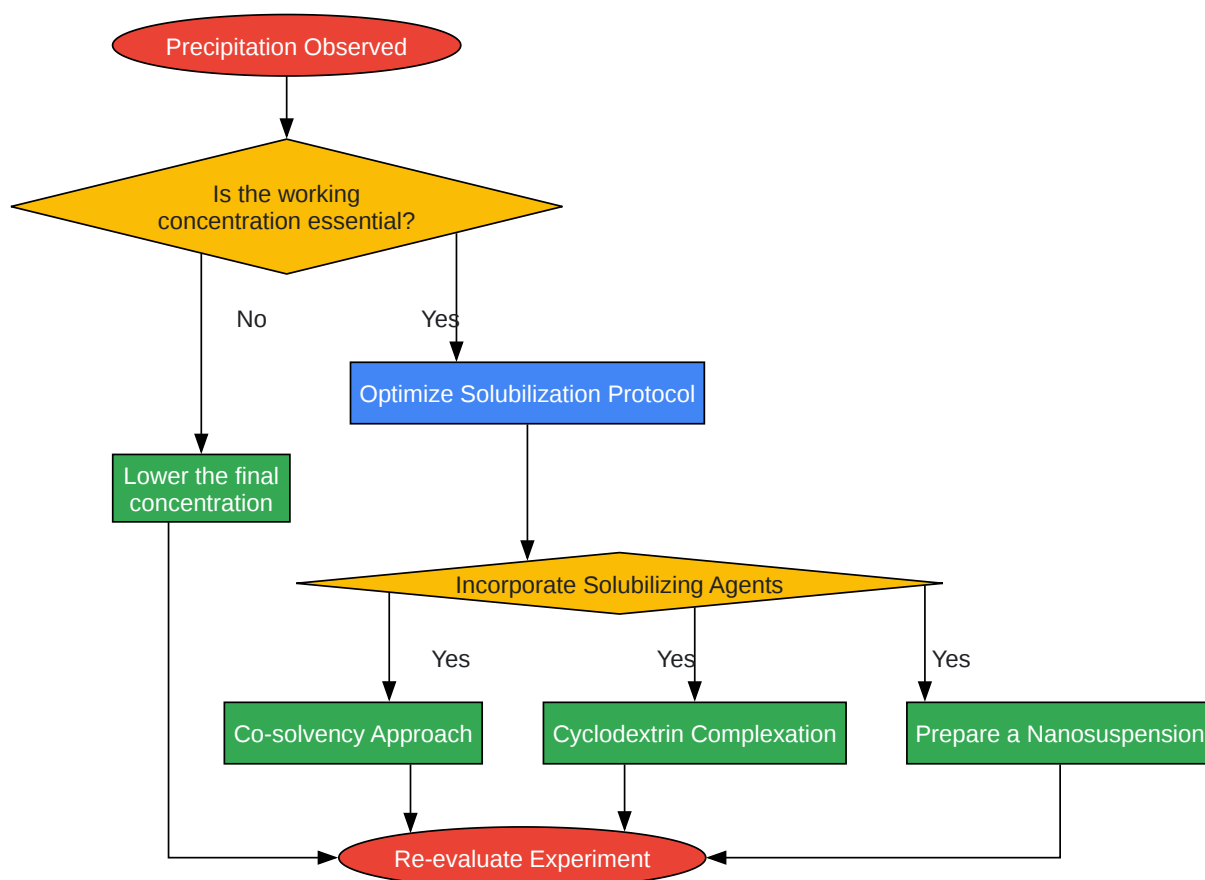 Precipitation Observed
Is the working
concentration essential?
No
Yes
Optimize Solubilization Protocol
Lower the final
concentration
Incorporate Solubilizing Agents
Yes
Yes
Yes
Co-solvency Approach
Cyclodextrin Complexation
Prepare a Nanosuspension
Re-evaluate Experiment